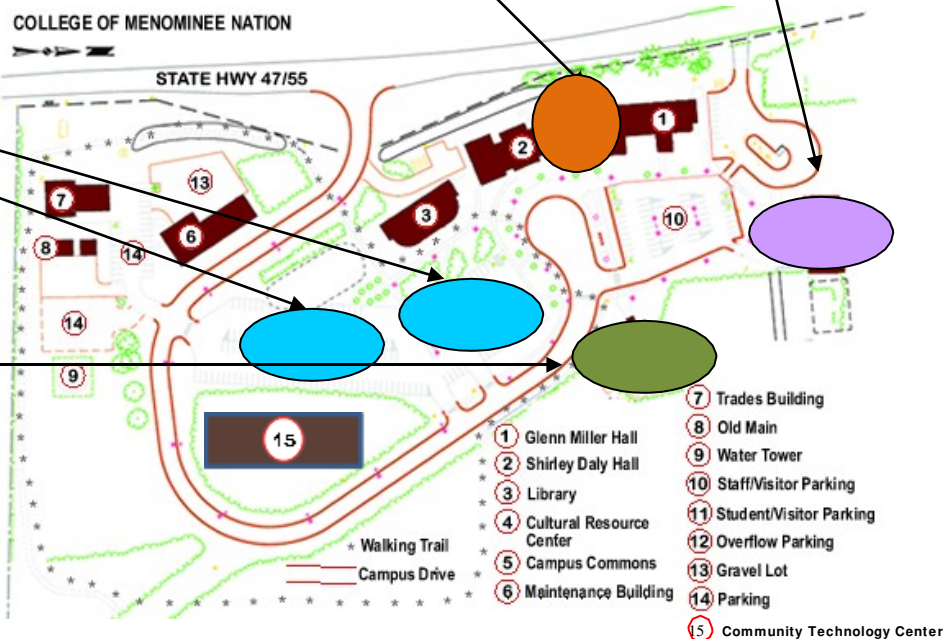 COLLEGE OF MENOMINEE NATION
STATE HWY 47/55
1
2
13
7
3
6
10
8
14
14
9
15
1 Glenn Miller Hall
2 Shirley Daly Hall
3 Library
4 Cultural Resource
Center
5 Campus Commons
6 Maintenance Building
7 Trades Building
8 Old Main
9 Water Tower
10 Staff/Visitor Parking
11 Student/Visitor Parking
12 Overflow Parking
13 Gravel Lot
14 Parking
15 Community Technology Center
* Walking Trail
Campus Drive